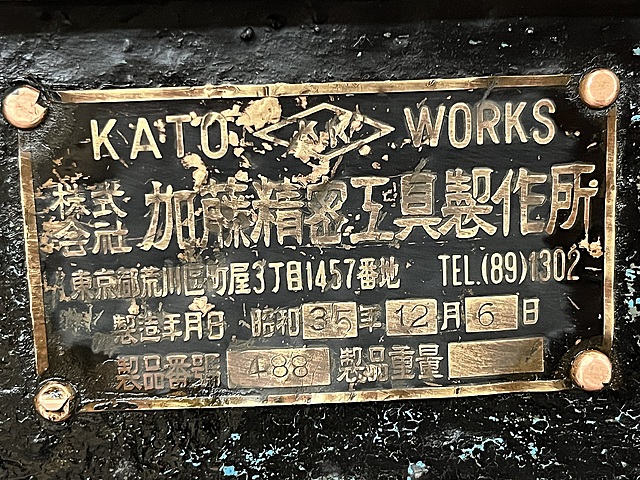 KATO WORKS
株式会社 加藤精密工具製作所
東京都荒川区町屋3丁目1457番地 TEL.(89)1302
製造年月日 昭和35年12月6日
製品番號 488 製品重量